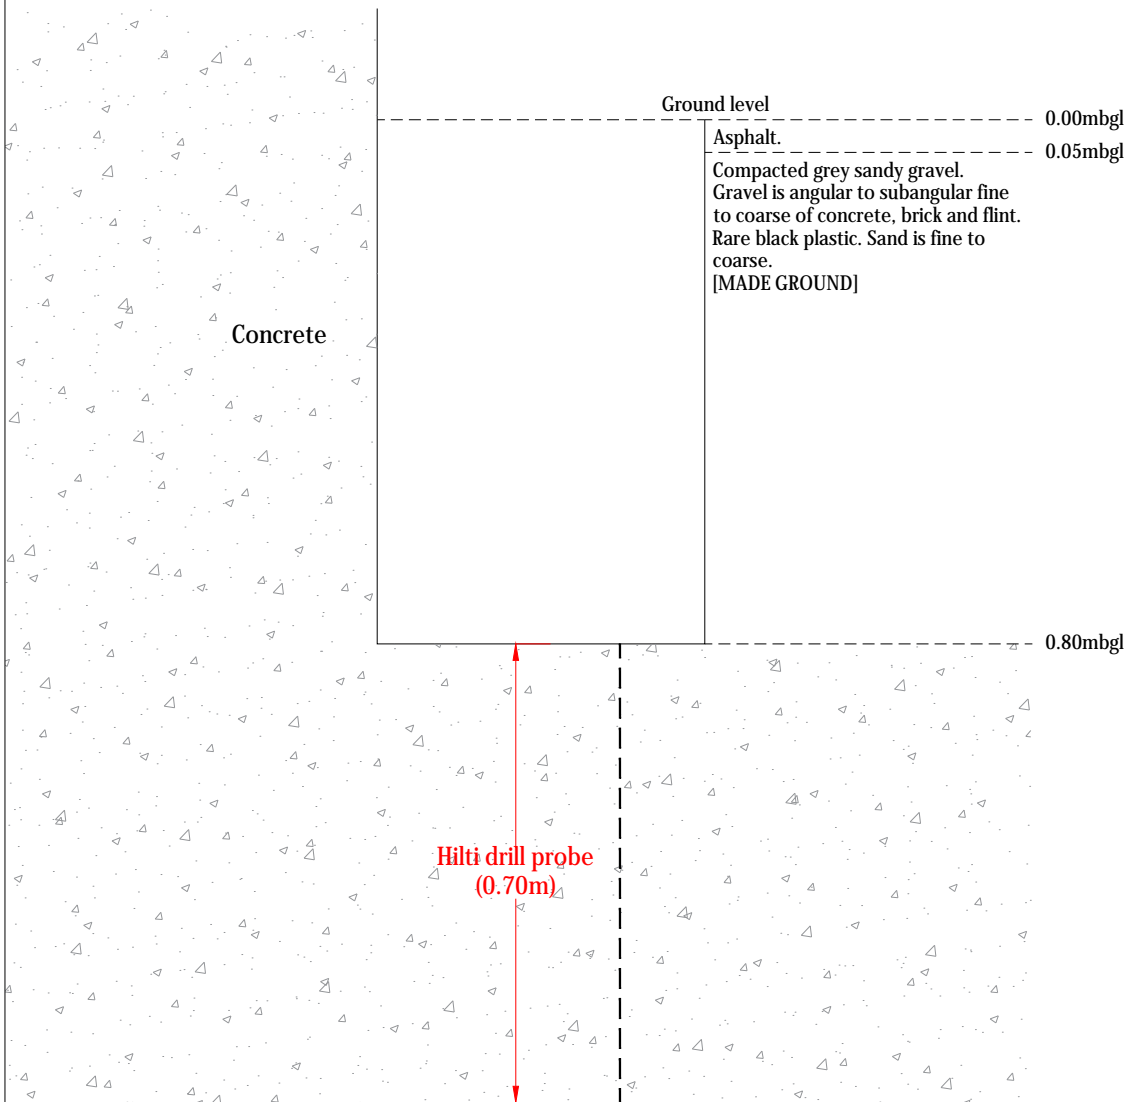 Ground level
0.00mbgl
Asphalt.
0.05mbgl
Compacted grey sandy gravel.
Gravel is angular to subangular fine
to coarse of concrete, brick and flint.
Rare black plastic. Sand is fine to
coarse.
[MADE GROUND]
Concrete
0.80mbgl
Hilti drill probe
(0.70m)